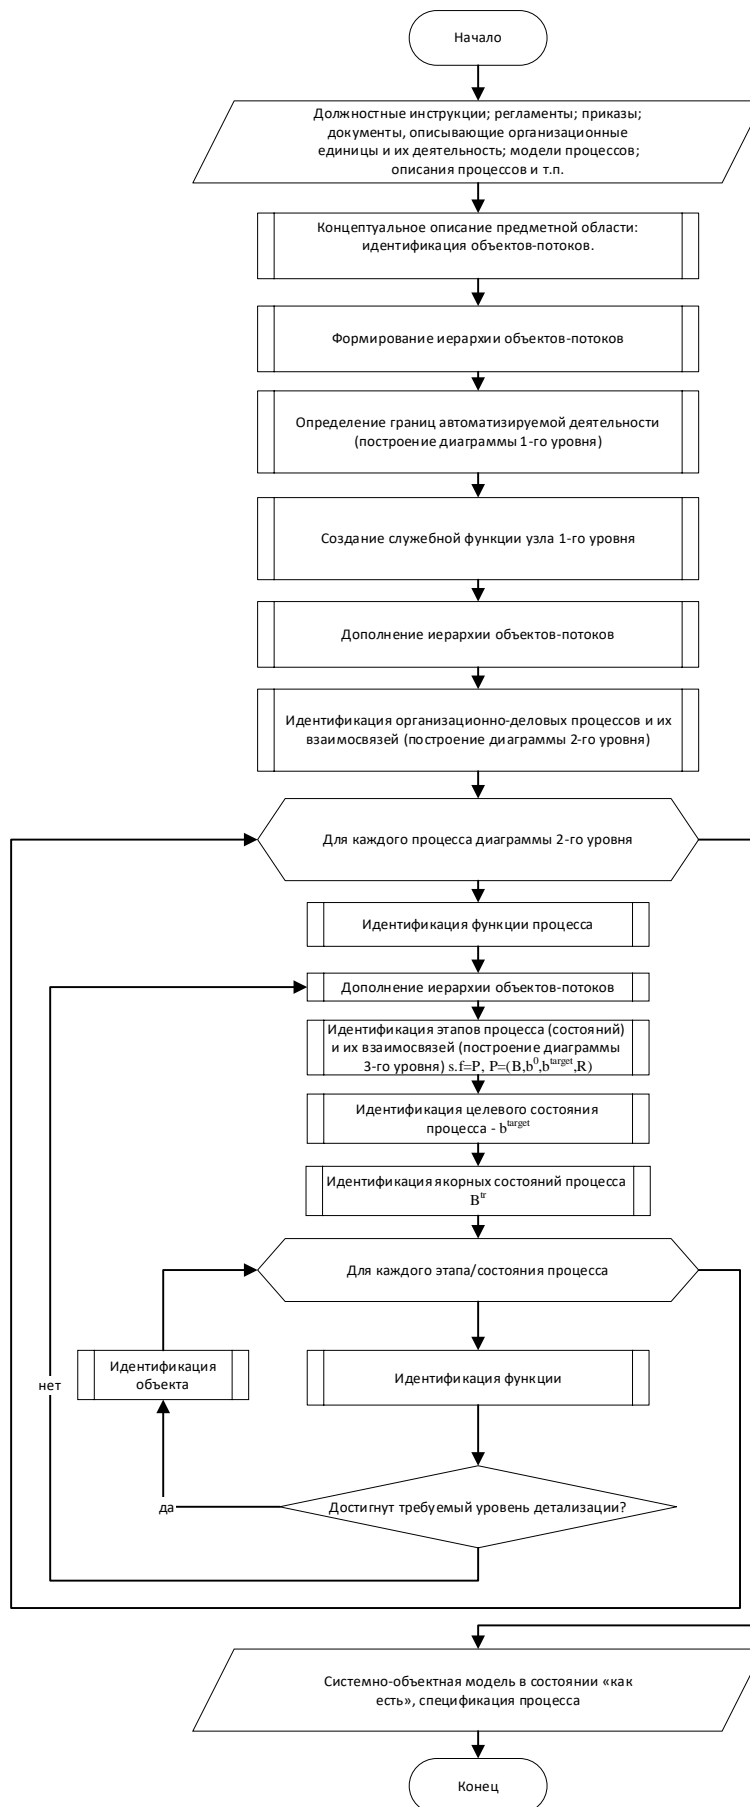 Начало
Должностные инструкции; регламенты; приказы;
документы, описывающие организационные
единицы и их деятельность; модели процессов;
описания процессов и т.п.
Концептуальное описание предметной области:
идентификация объектов-потоков.
Формирование иерархии объектов-потоков
Определение границ автоматизируемой деятельности
(построение диаграммы 1-го уровня)
Создание служебной функции узла 1-го уровня
Дополнение иерархии объектов-потоков
Идентификация организационно-деловых процессов и их
взаимосвязей (построение диаграммы 2-го уровня)
Для каждого процесса диаграммы 2-го уровня
Идентификация функции процесса
Дополнение иерархии объектов-потоков
Идентификация этапов процесса (состояний)
и их взаимосвязей (построение диаграммы
3-го уровня) s.f=P, P=(B,b⁰,b^target,R)
Идентификация целевого состояния
процесса - b^target
Идентификация якорных состояний процесса
B^tr
Для каждого этапа/состояния процесса
Идентификация
объекта
Идентификация функции
нет
Достигнут требуемый уровень детализации?
да
Системно-объектная модель в состоянии «как
есть», спецификация процесса
Конец